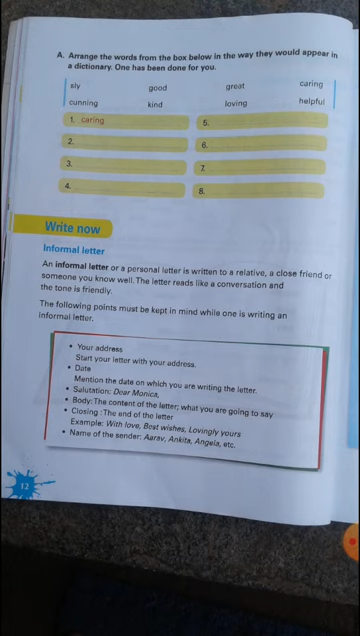 A. Arrange the words from the box below in the way they would appear in
a dictionary. One has been done for you.
sly good great caring
cunning kind loving helpful
1. caring 5.
2. 6.
3. 7.
4. 8.
Write now
Informal letter
An informal letter or a personal letter is written to a relative, a close friend or
someone you know well. The letter reads like a conversation and
the tone is friendly.
The following points must be kept in mind while one is writing an
informal letter.
• Your address
Start your letter with your address.
• Date
Mention the date on which you are writing the letter.
• Salutation: Dear Monica,
• Body: The content of the letter; what you are going to say
• Closing : The end of the letter
Example: With love, Best wishes, Lovingly yours
• Name of the sender: Aarav, Ankita, Angela, etc.
12